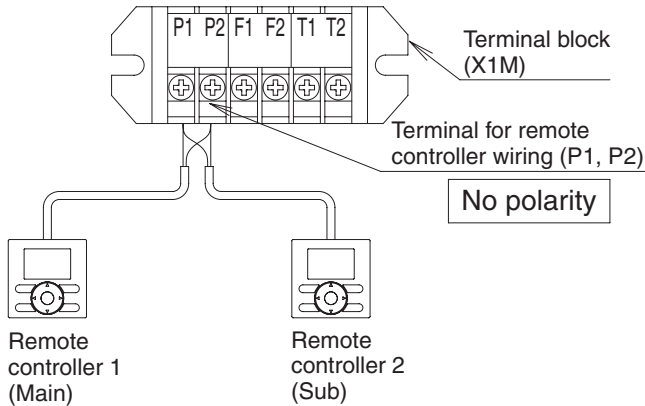 P1 P2 F1 F2 T1 T2
Terminal block
(X1M)
Terminal for remote
controller wiring (P1, P2)
No polarity
Remote
controller 1
(Main)
Remote
controller 2
(Sub)